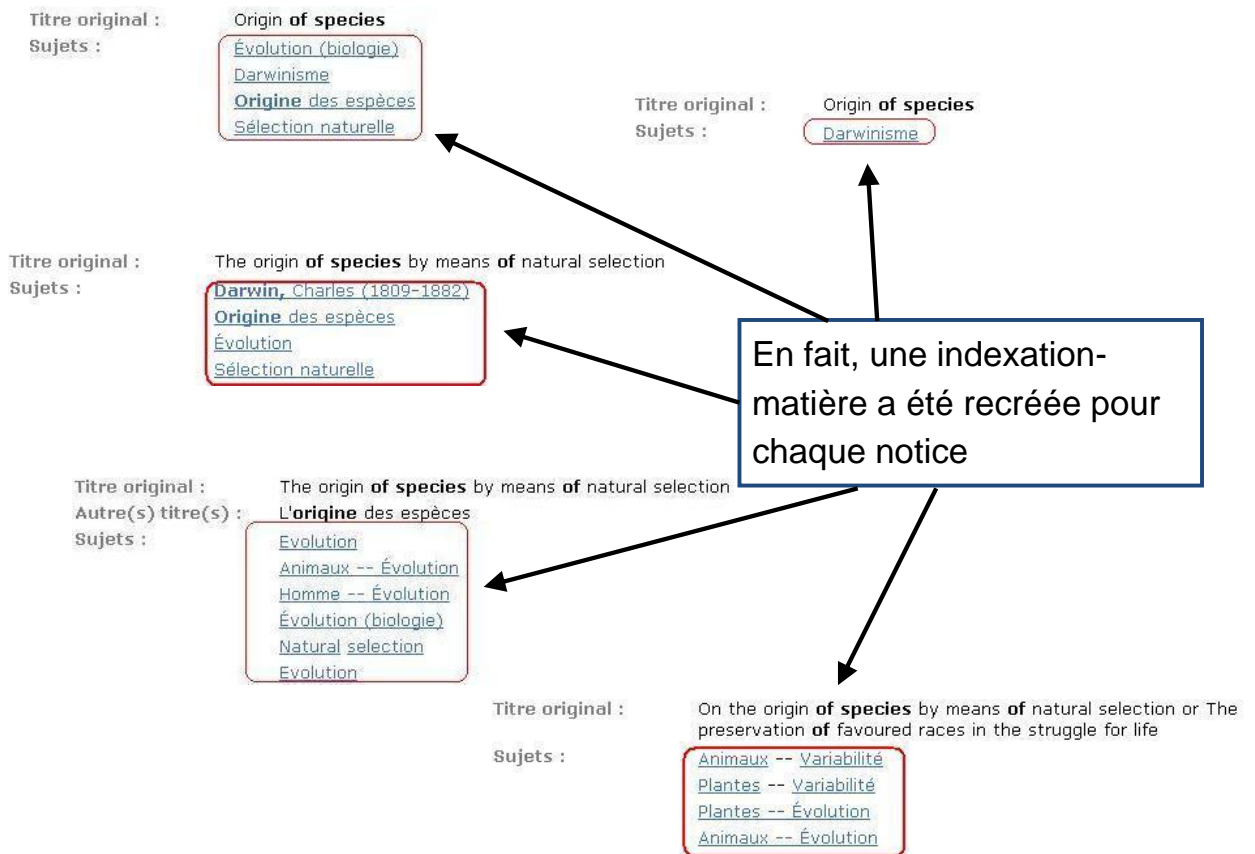 Titre original : Origin of species
Sujets : Évolution (biologie)
Darwinisme
Origine des espèces
Sélection naturelle
Titre original : Origin of species
Sujets : Darwinisme
Titre original : The origin of species by means of natural selection
Sujets : Darwin, Charles (1809-1882)
Origine des espèces
Évolution
Sélection naturelle
En fait, une indexation-
matière a été recréée pour
chaque notice
Titre original : The origin of species by means of natural selection
Autre(s) titre(s) : L'origine des espèces
Sujets : Evolution
Animaux -- Évolution
Homme -- Évolution
Évolution (biologie)
Natural selection
Evolution
Titre original : On the origin of species by means of natural selection or The
preservation of favoured races in the struggle for life
Sujets : Animaux -- Variabilité
Plantes -- Variabilité
Plantes -- Évolution
Animaux -- Évolution